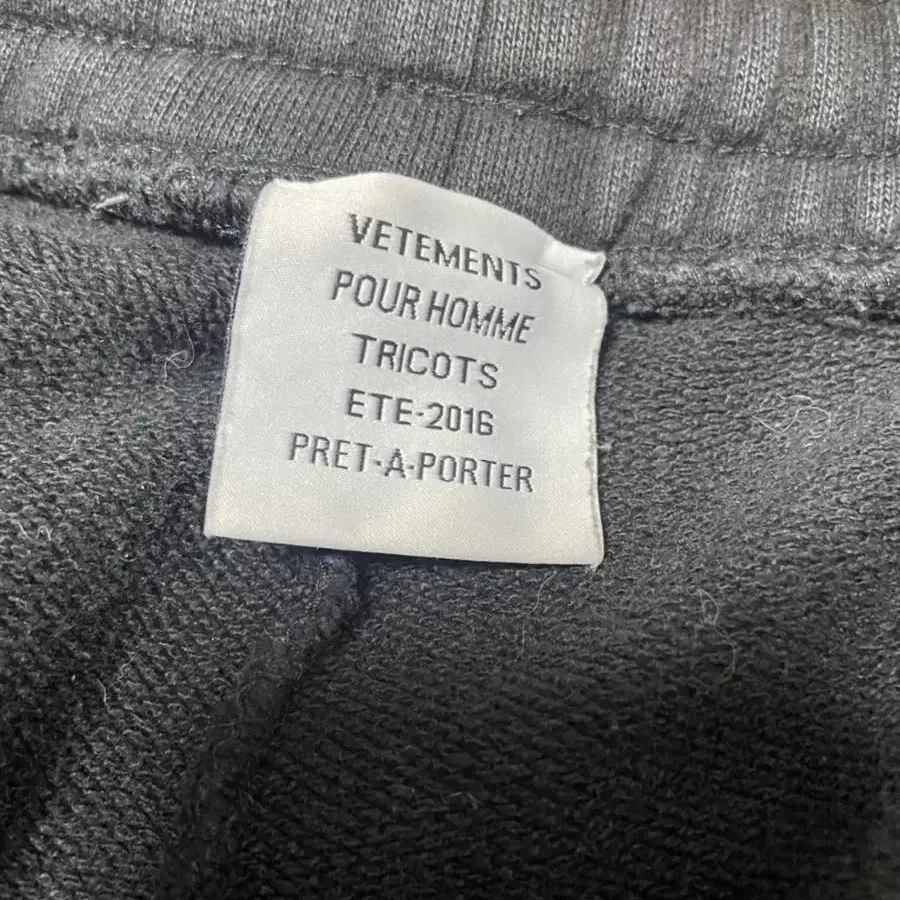 VETEMENTS
POUR HOMME
TRICOTS
ETE-2016
PRET-A-PORTER